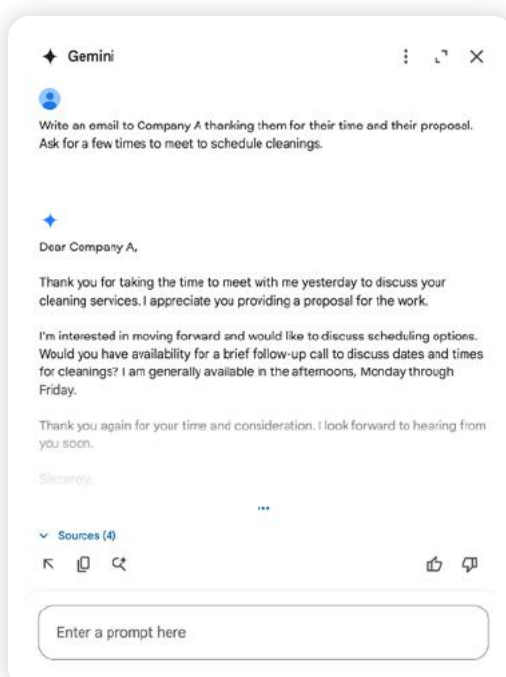 Gemini
Write an email to Company A thanking them for their time and their proposal.
Ask for a few times to meet to schedule cleanings.
Dear Company A,
Thank you for taking the time to meet with me yesterday to discuss your
cleaning services. I appreciate you providing a proposal for the work.
I'm interested in moving forward and would like to discuss scheduling options.
Would you have availability for a brief follow-up call to discuss dates and times
for cleanings? I am generally available in the afternoons, Monday through
Friday.
Thank you again for your time and consideration. I look forward to hearing from
you soon.
Sincerely,
Sources (4)
Enter a prompt here